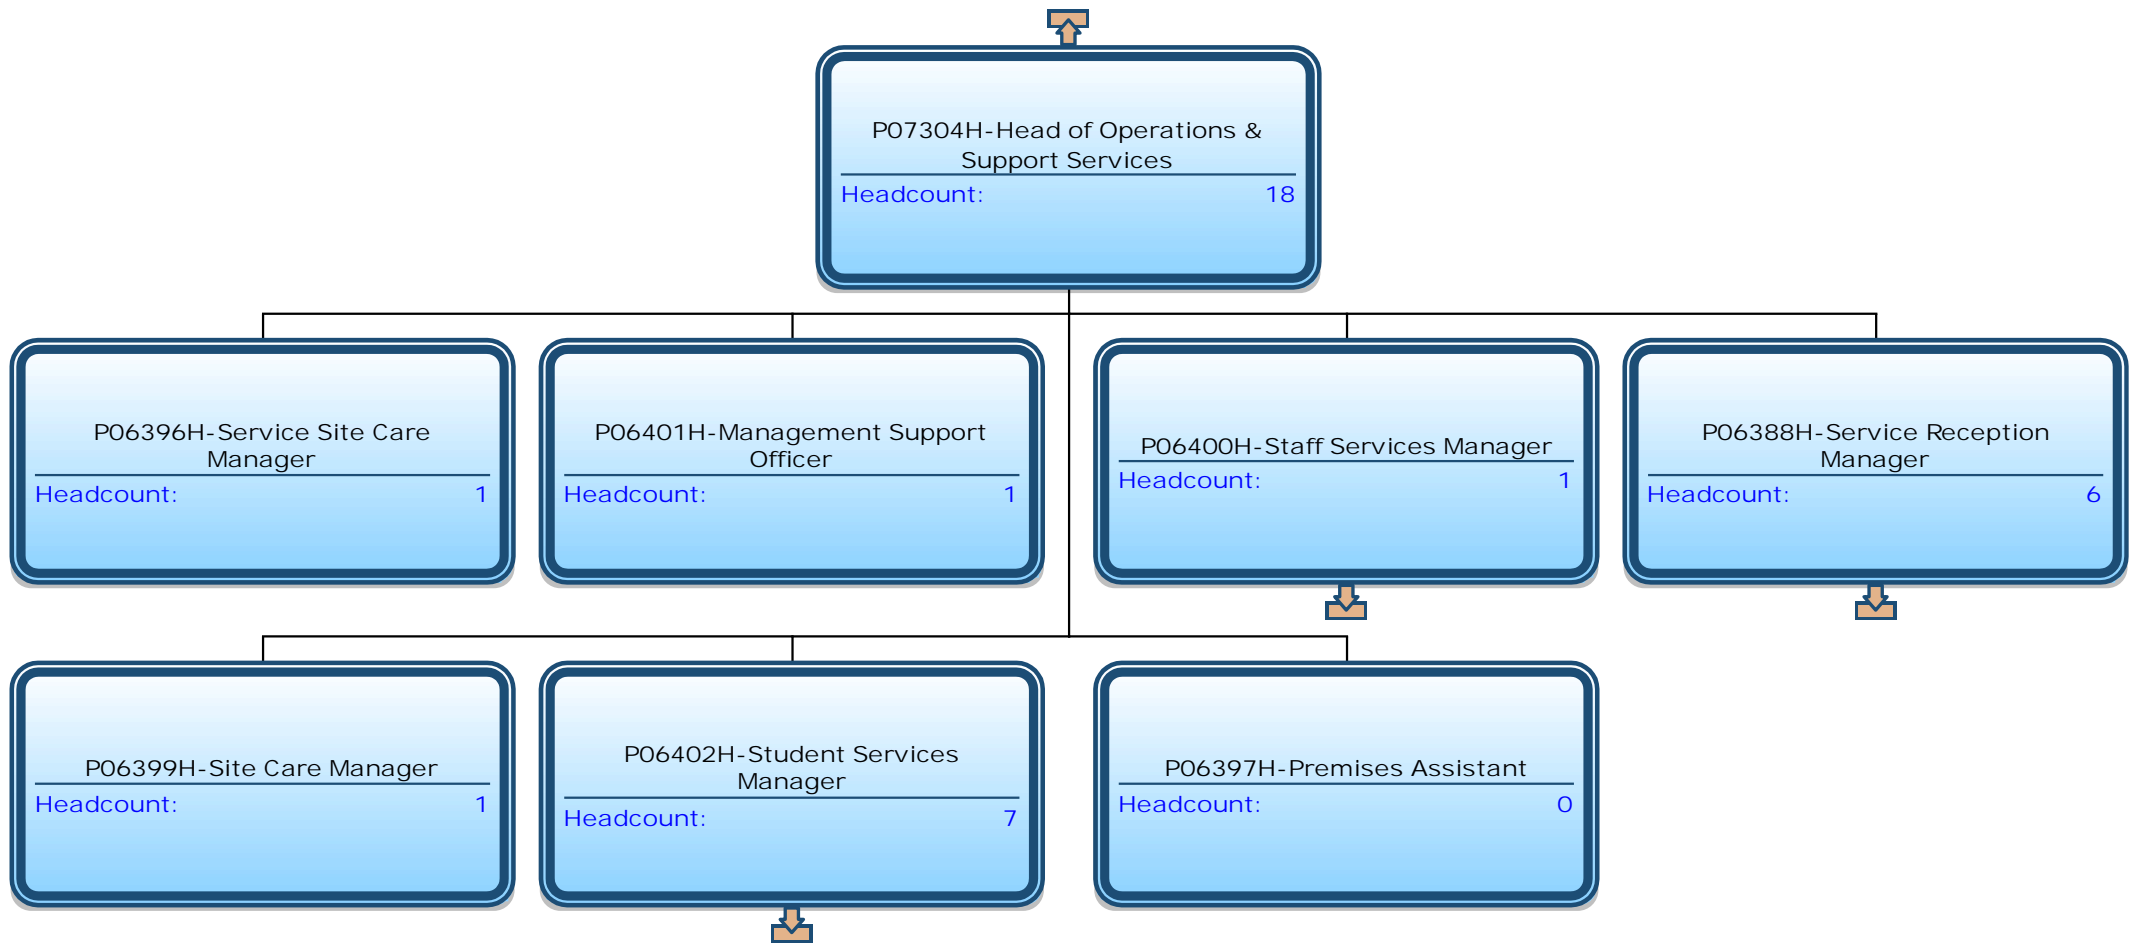 P07304H-Head of Operations &
Support Services
Headcount: 18
P06396H-Service Site Care
Manager
Headcount: 1
P06401H-Management Support
Officer
Headcount: 1
P06400H-Staff Services Manager
Headcount: 1
P06388H-Service Reception
Manager
Headcount: 6
P06399H-Site Care Manager
Headcount: 1
P06402H-Student Services
Manager
Headcount: 7
P06397H-Premises Assistant
Headcount: 0